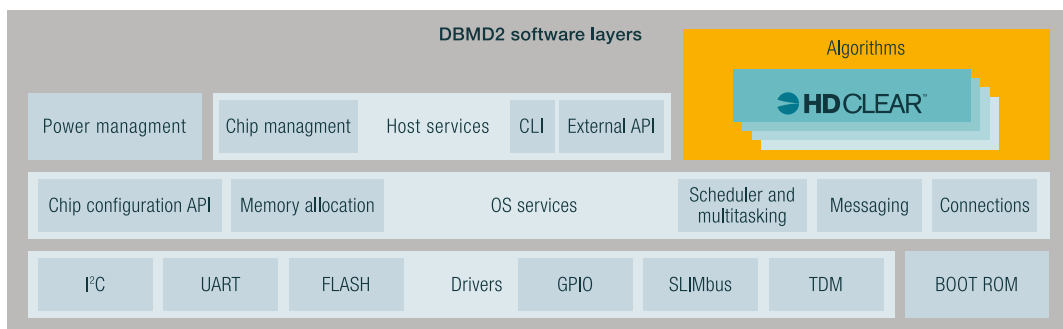 DBMD2 software layers
Algorithms
HDCLEAR™
Power managment
Chip managment
Host services
CLI
External API
Chip configuration API
Memory allocation
OS services
Scheduler and
multitasking
Messaging
Connections
I²C
UART
FLASH
Drivers
GPIO
SLIMbus
TDM
BOOT ROM